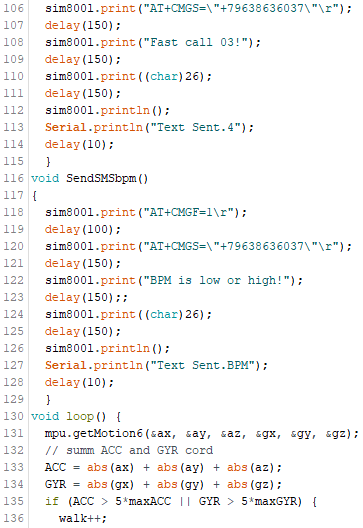 106 sim800l.print("AT+CMGS=\"+79638636037\"\r");
107 delay(150);
108 sim800l.print("Fast call 03!");
109 delay(150);
110 sim800l.print((char)26);
111 delay(150);
112 sim800l.println();
113 Serial.println("Text Sent.4");
114 delay(10);
115 }
116 void SendSMSbpm()
117 {
118 sim800l.print("AT+CMGF=1\r");
119 delay(100);
120 sim800l.print("AT+CMGS=\"+79638636037\"\r");
121 delay(150);
122 sim800l.print("BPM is low or high!");
123 delay(150);;
124 sim800l.print((char)26);
125 delay(150);
126 sim800l.println();
127 Serial.println("Text Sent.BPM");
128 delay(10);
129 }
130 void loop() {
131 mpu.getMotion6(&ax, &ay, &az, &gx, &gy, &gz);
132 // summ ACC and GYR cord
133 ACC = abs(ax) + abs(ay) + abs(az);
134 GYR = abs(gx) + abs(gy) + abs(gz);
135 if (ACC > 5*maxACC || GYR > 5*maxGYR) {
136 walk++;